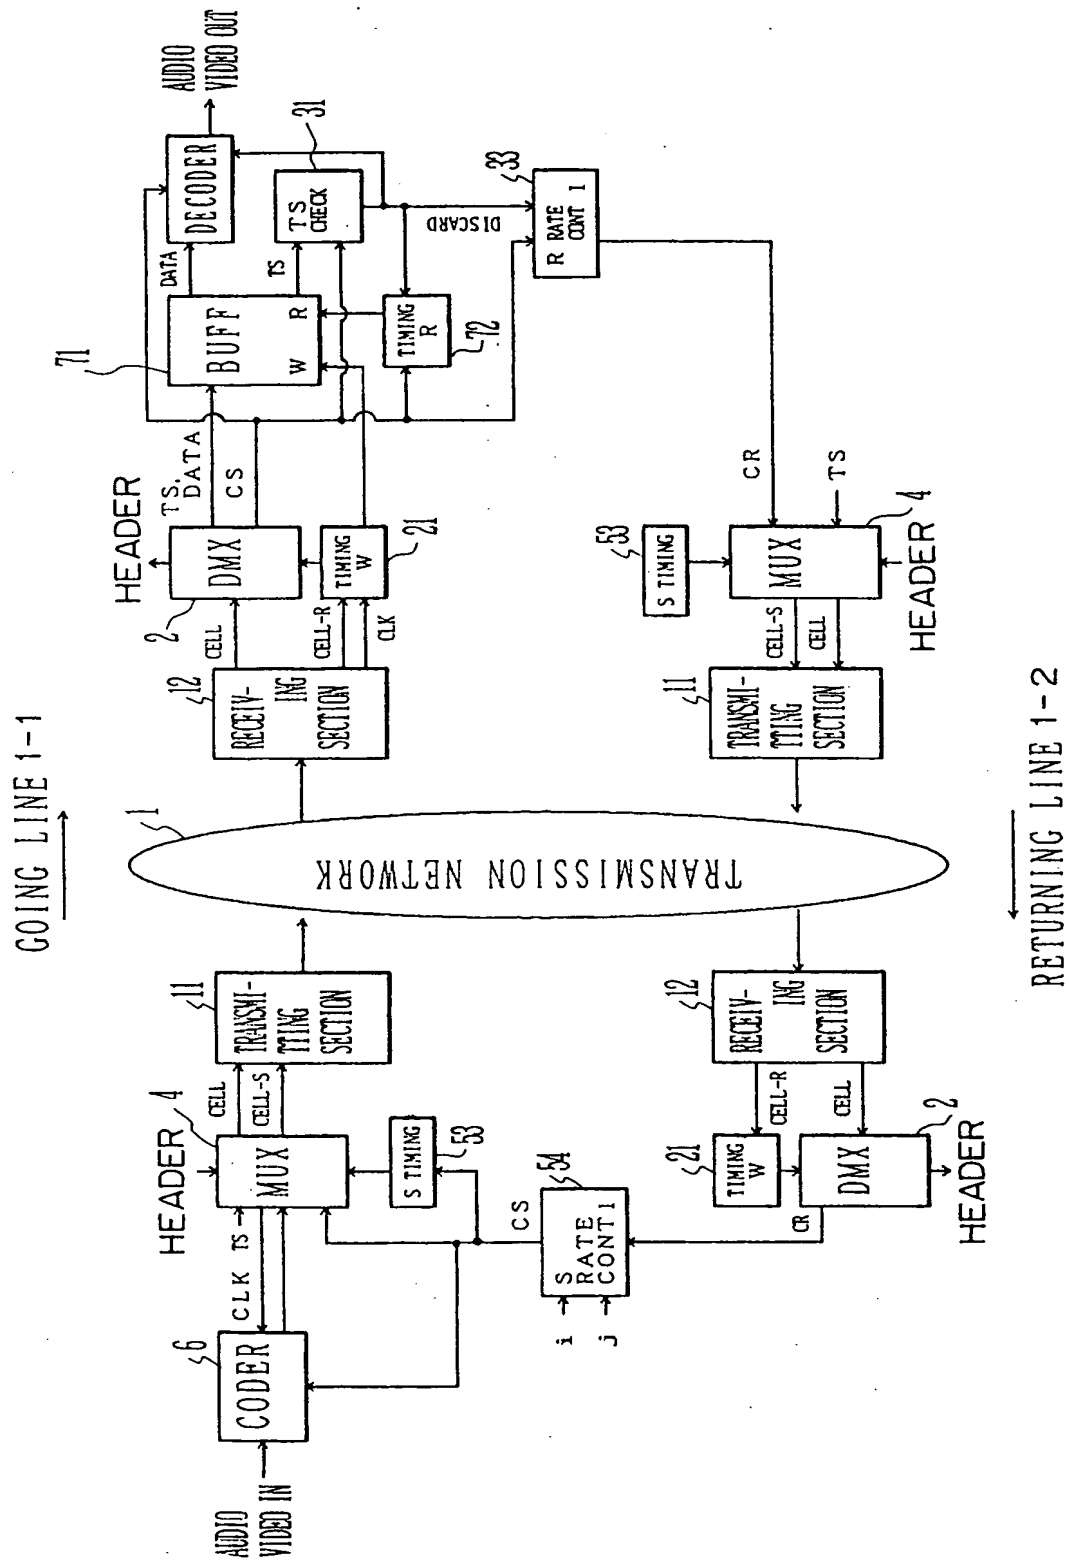 GOING LINE 1-1
AUDIO
VIDEO IN
CODER
6
CLK
TS
HEADER
MUX
4
CELL
CELL-S
TRANSMI-
TTING
SECTION
11
S TIMING
53
CS
S
RATE
CONT 1
54
i
j
TRANSMISSION NETWORK
1
RECEIV-
ING
SECTION
12
CELL
CELL-R
CLK
HEADER
DMX
2
TIMING
W
21
TS.
DATA
CS
71
BUFF
W
R
DATA
TS
DECODER
AUDIO
VIDEO OUT
TS
CHECK
31
TIMING
R
72
DISCARD
R RATE
CONT 1
33
CR
TS
S TIMING
53
MUX
4
HEADER
CELL-S
CELL
TRANSMI-
TTING
SECTION
11
RECEIV-
ING
SECTION
12
CELL-R
CELL
TIMING
W
21
DMX
2
HEADER
CR
RETURNING LINE 1-2